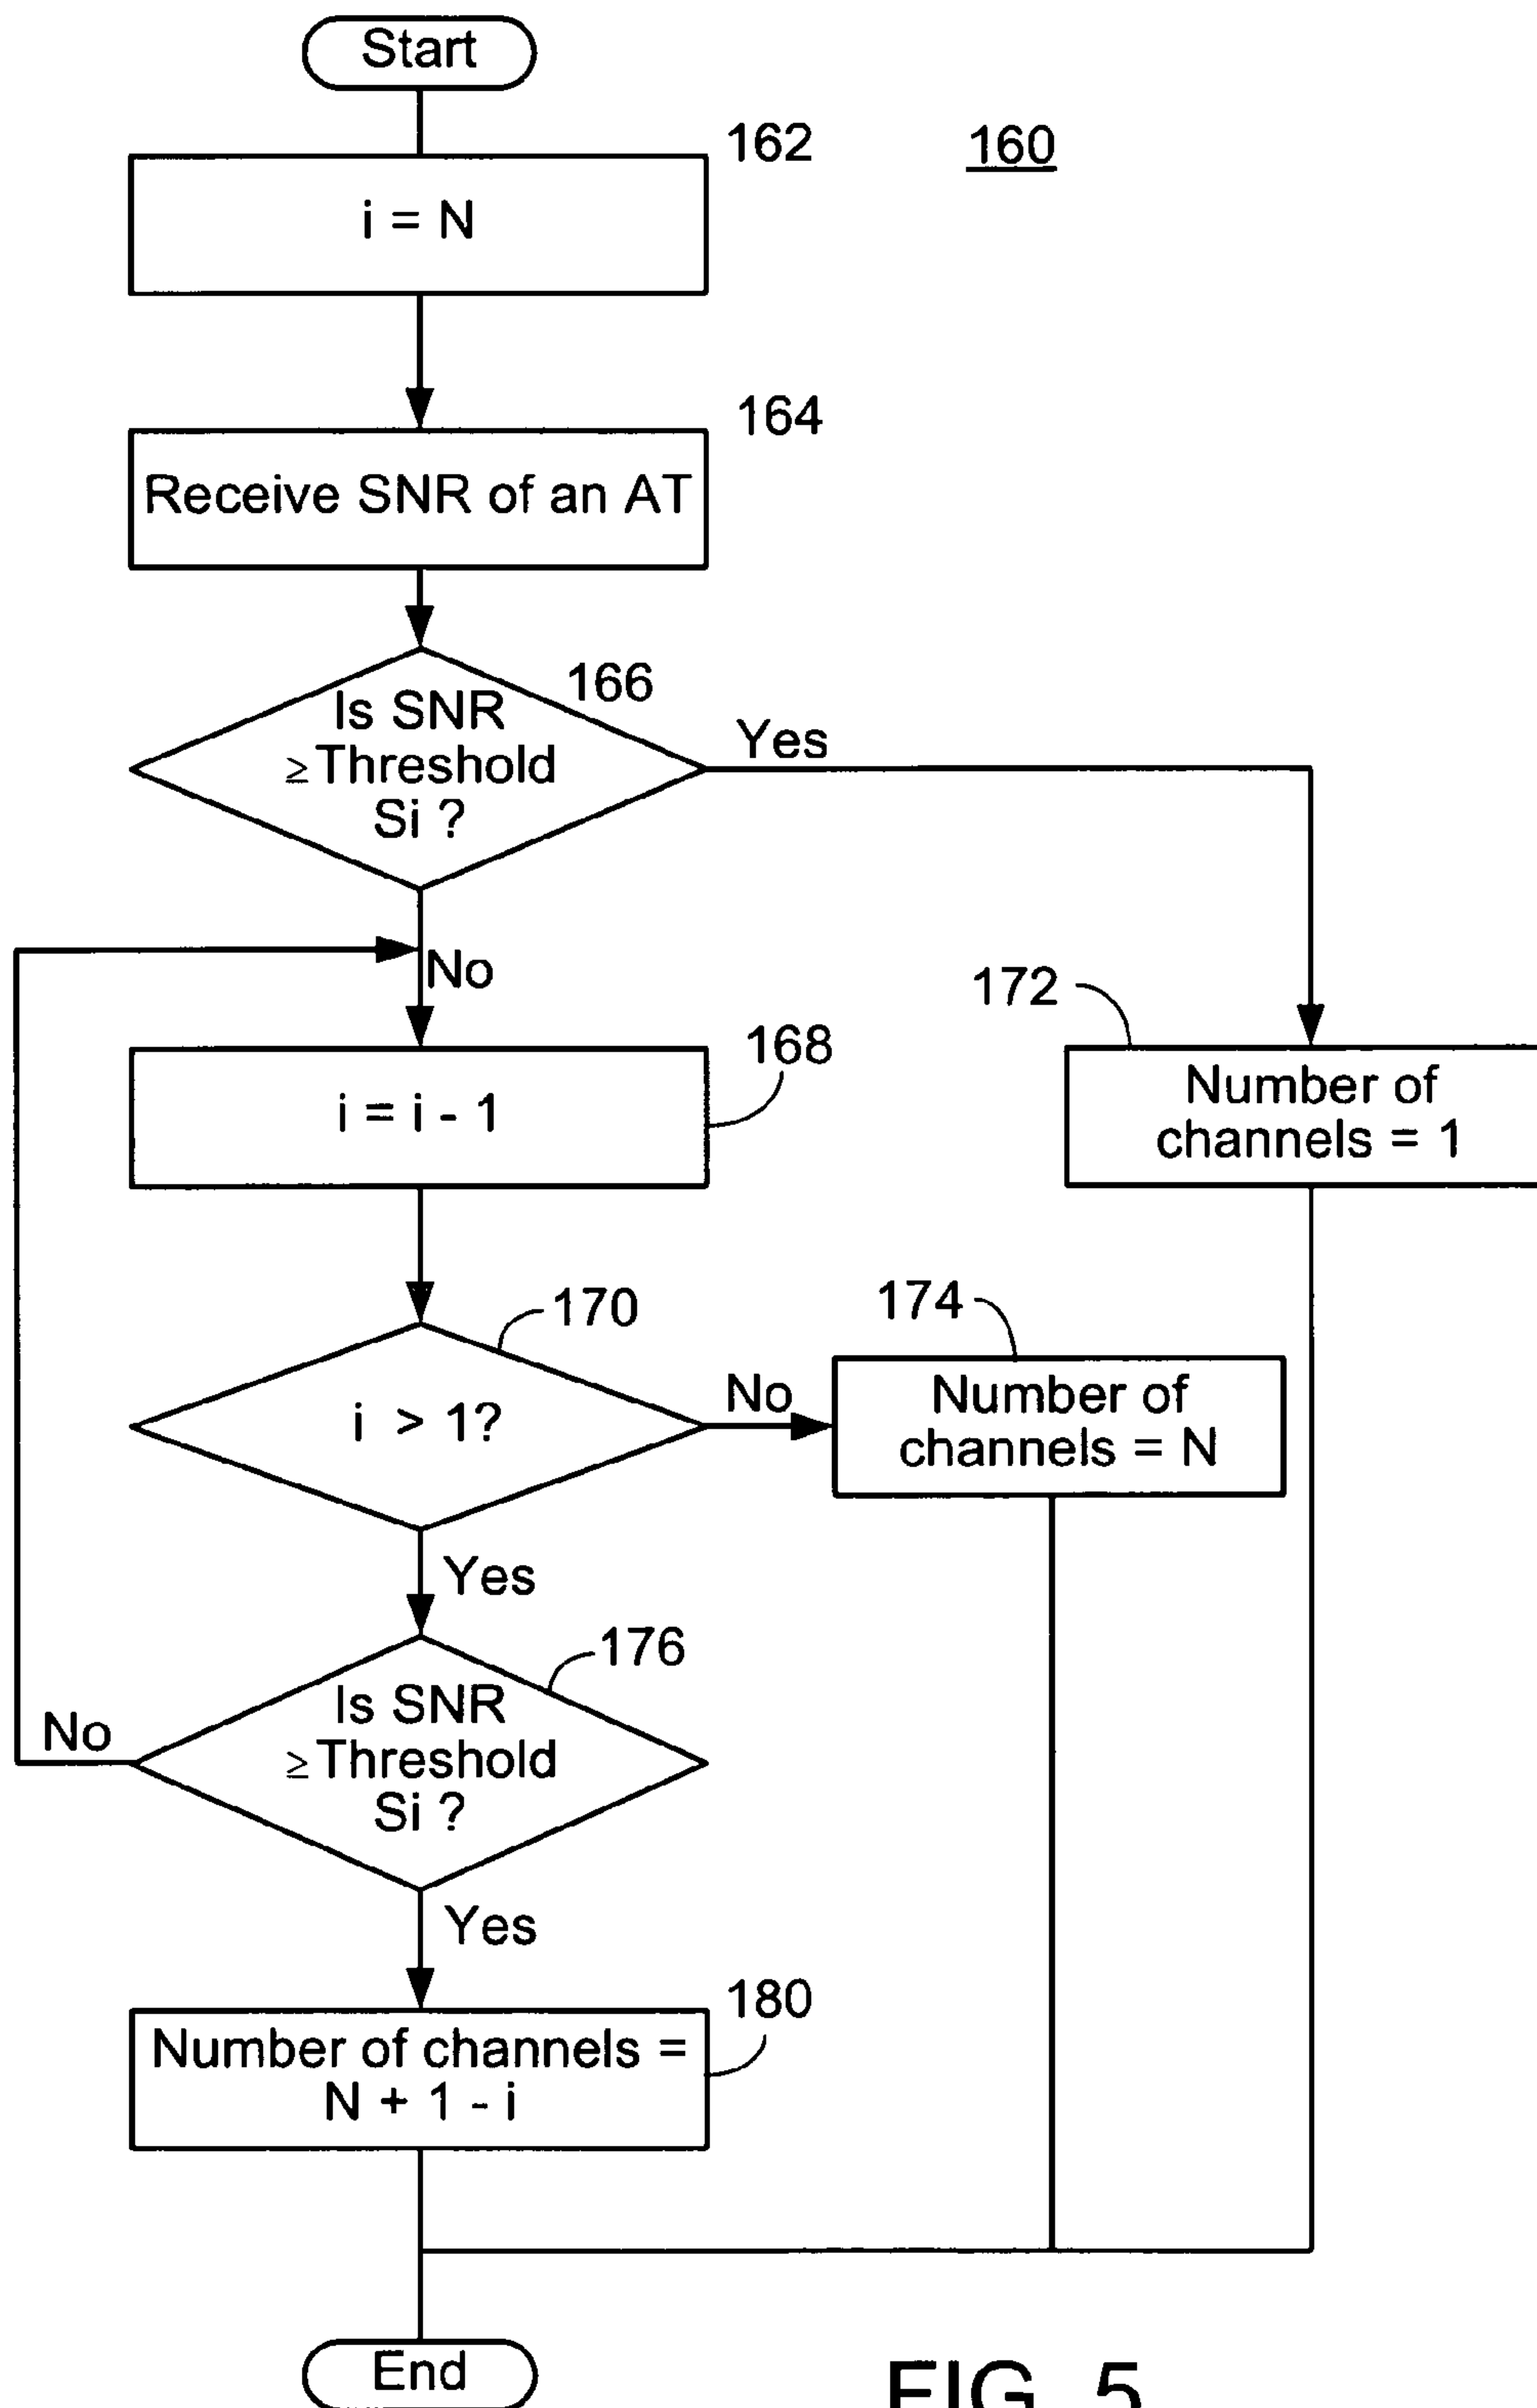 Start
162
160
i = N
164
Receive SNR of an AT
166
Is SNR
≥Threshold
Si ?
Yes
No
172
168
Number of
channels = 1
i = i - 1
170
174
i > 1?
No
Number of
channels = N
Yes
176
Is SNR
≥Threshold
Si ?
No
Yes
180
Number of channels =
N + 1 - i
End
FIG. 5